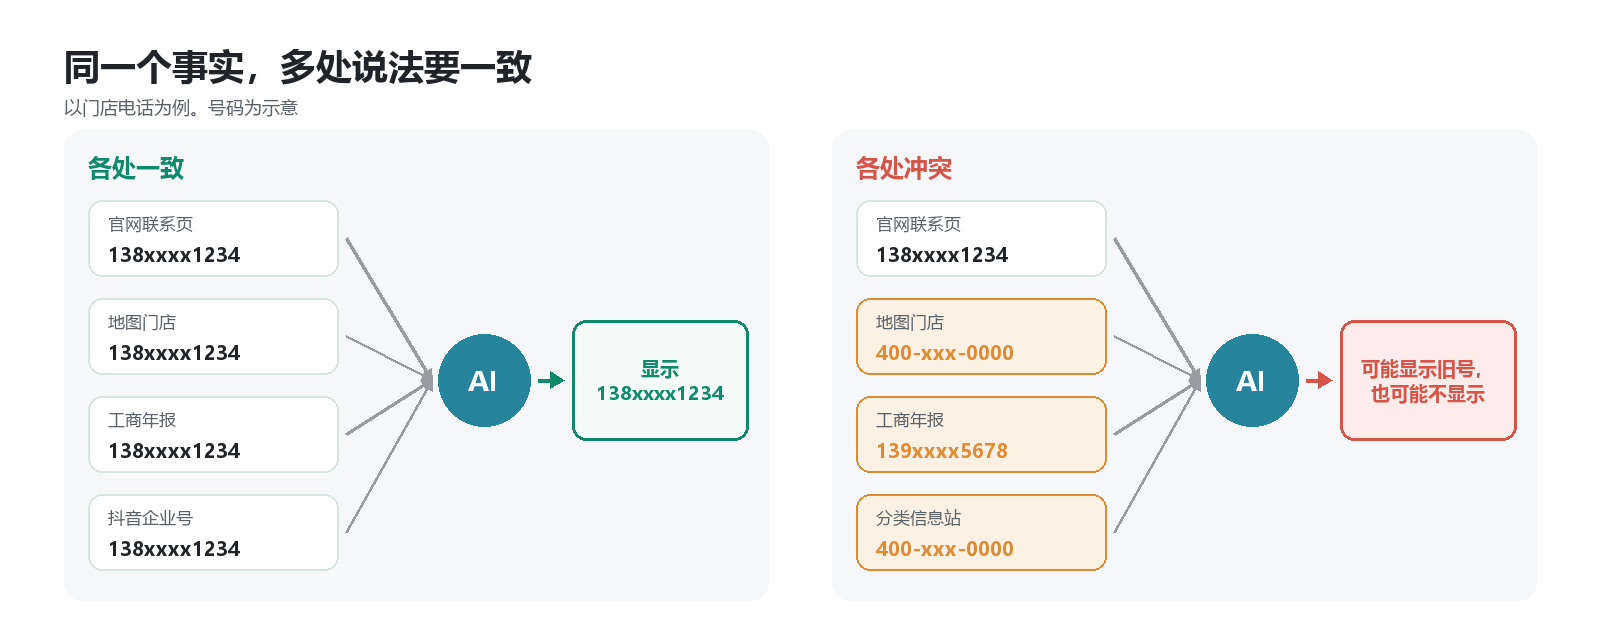 同一个事实，多处说法要一致
以门店电话为例。号码为示意
各处一致
官网联系页
138xxxx1234
地图门店
138xxxx1234
工商年报
138xxxx1234
抖音企业号
138xxxx1234
AI
显示
138xxxx1234
各处冲突
官网联系页
138xxxx1234
地图门店
400-xxx-0000
工商年报
139xxxx5678
分类信息站
400-xxx-0000
AI
可能显示旧号，
也可能不显示